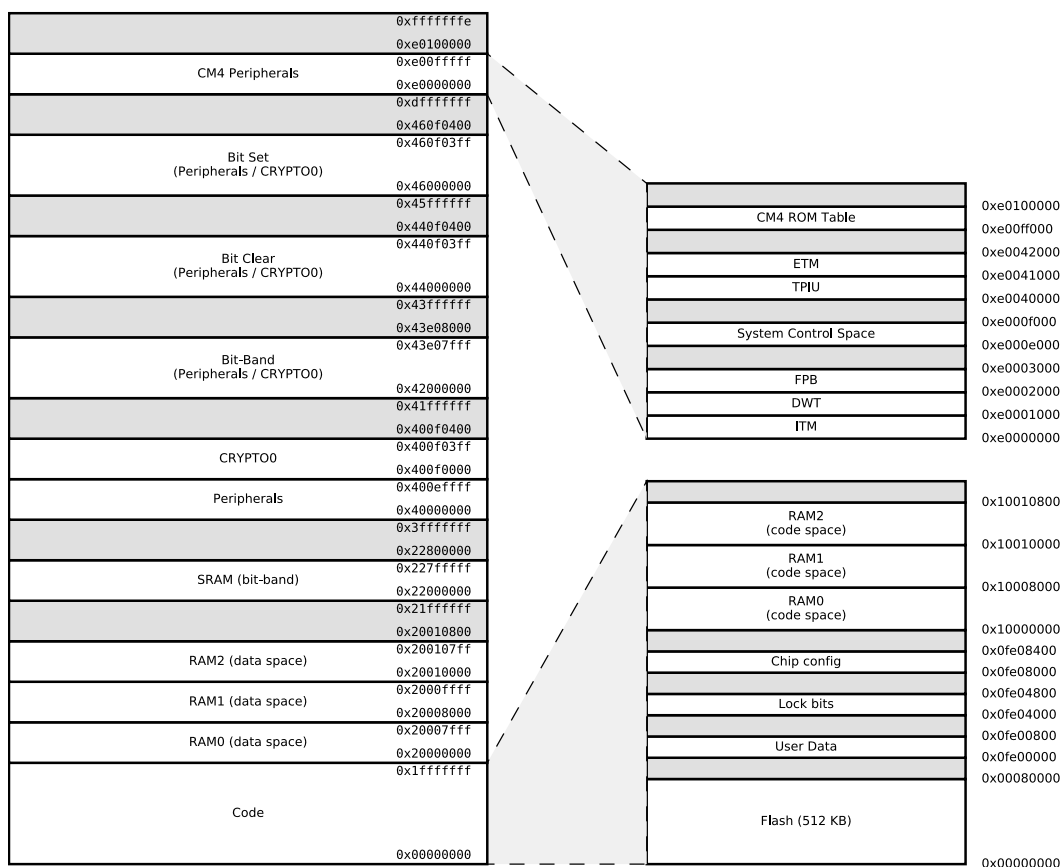 0xfffffffe
0xe0100000
0xe00fffff
CM4 Peripherals
0xe0000000
0xdfffffff
0x460f0400
0x460f03ff
Bit Set
(Peripherals / CRYPTO0)
0x46000000
0x45ffffff
0x440f0400
0x440f03ff
Bit Clear
(Peripherals / CRYPTO0)
0x44000000
0x43ffffff
0x43e08000
0x43e07fff
Bit-Band
(Peripherals / CRYPTO0)
0x42000000
0x41ffffff
0x400f0400
0x400f03ff
CRYPTO0
0x400f0000
0x400effff
Peripherals
0x40000000
0x3fffffff
0x22800000
0x227fffff
SRAM (bit-band)
0x22000000
0x21ffffff
0x20010800
0x200107ff
RAM2 (data space)
0x20010000
0x2000ffff
RAM1 (data space)
0x20008000
0x20007fff
RAM0 (data space)
0x20000000
0x1fffffff
Code
0x00000000
0xe0100000
CM4 ROM Table
0xe00ff000
0xe0042000
ETM
0xe0041000
TPIU
0xe0040000
0xe000f000
System Control Space
0xe000e000
0xe0003000
FPB
0xe0002000
DWT
0xe0001000
ITM
0xe0000000
0x10010800
RAM2
(code space)
0x10010000
RAM1
(code space)
0x10008000
RAM0
(code space)
0x10000000
0x0fe08400
Chip config
0x0fe08000
0x0fe04800
Lock bits
0x0fe04000
0x0fe00800
User Data
0x0fe00000
0x00080000
Flash (512 KB)
0x00000000